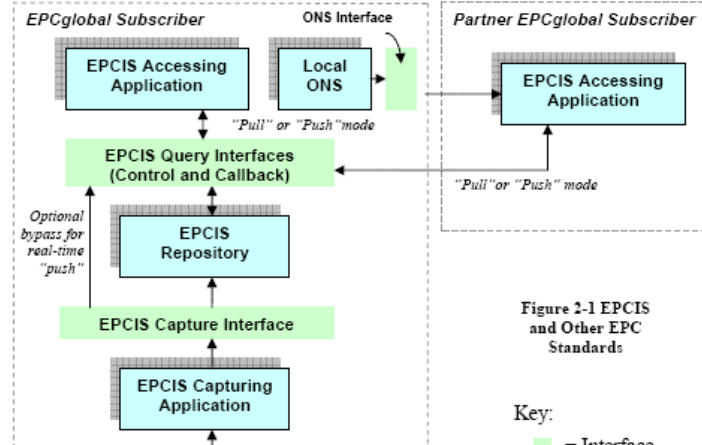 EPCglobal Subscriber
ONS Interface
Partner EPCglobal Subscriber
EPCIS Accessing
Application
Local
ONS
EPCIS Accessing
Application
"Pull" or "Push"mode
EPCIS Query Interfaces
(Control and Callback)
"Pull"or "Push" mode
Optional
bypass for
real-time
"push"
EPCIS
Repository
EPCIS Capture Interface
Figure 2-1 EPCIS
and Other EPC
Standards
EPCIS Capturing
Application
Key:
= Interface